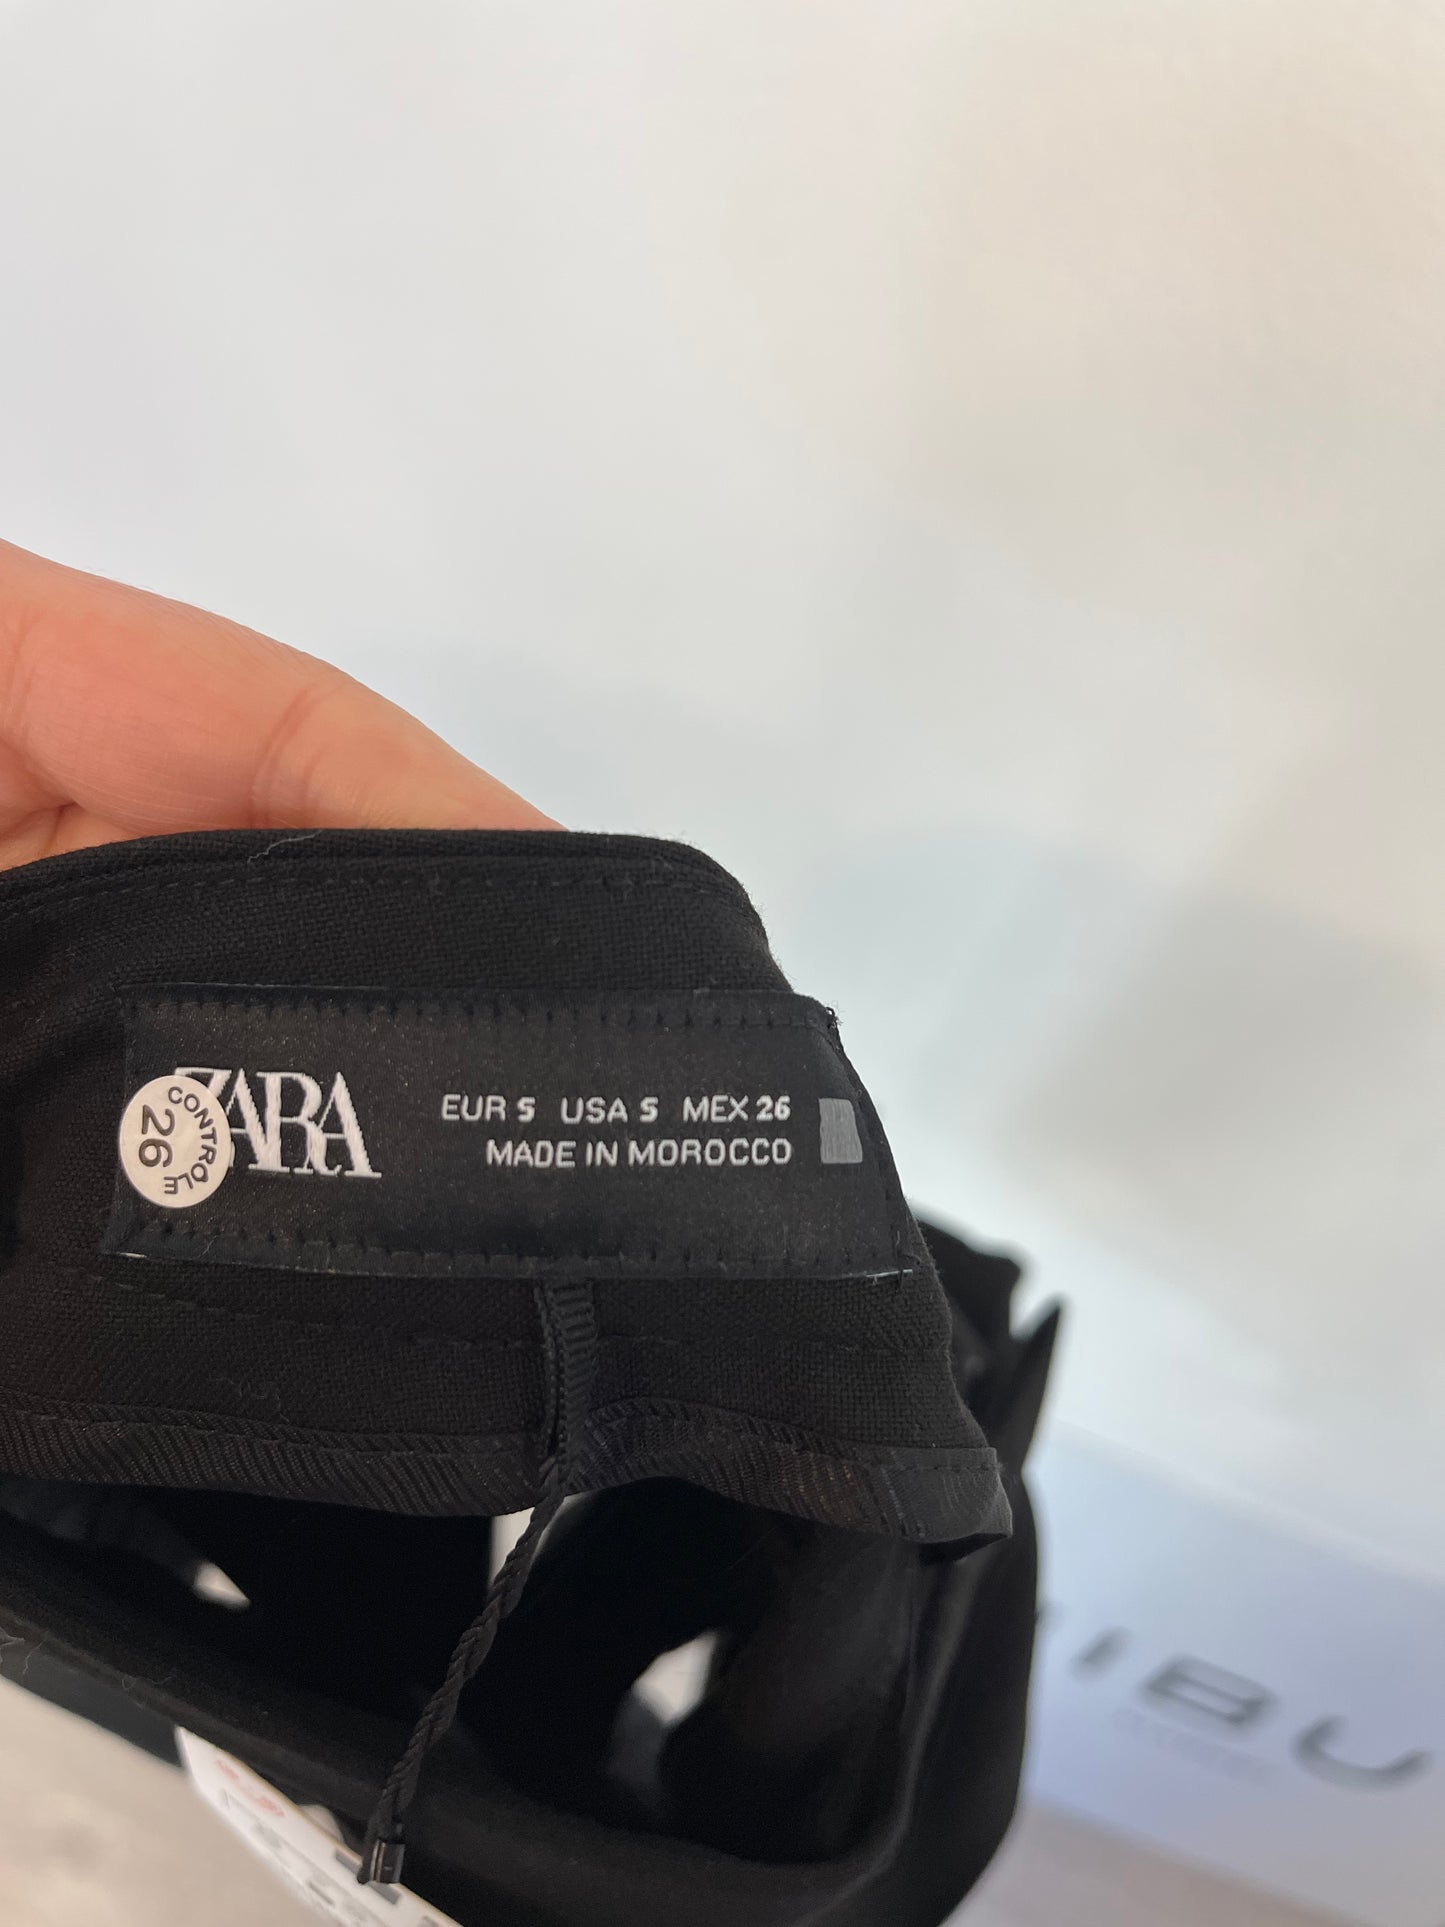 ZARA
EUR S USA S MEX 26
MADE IN MOROCCO
CONTROLE
26